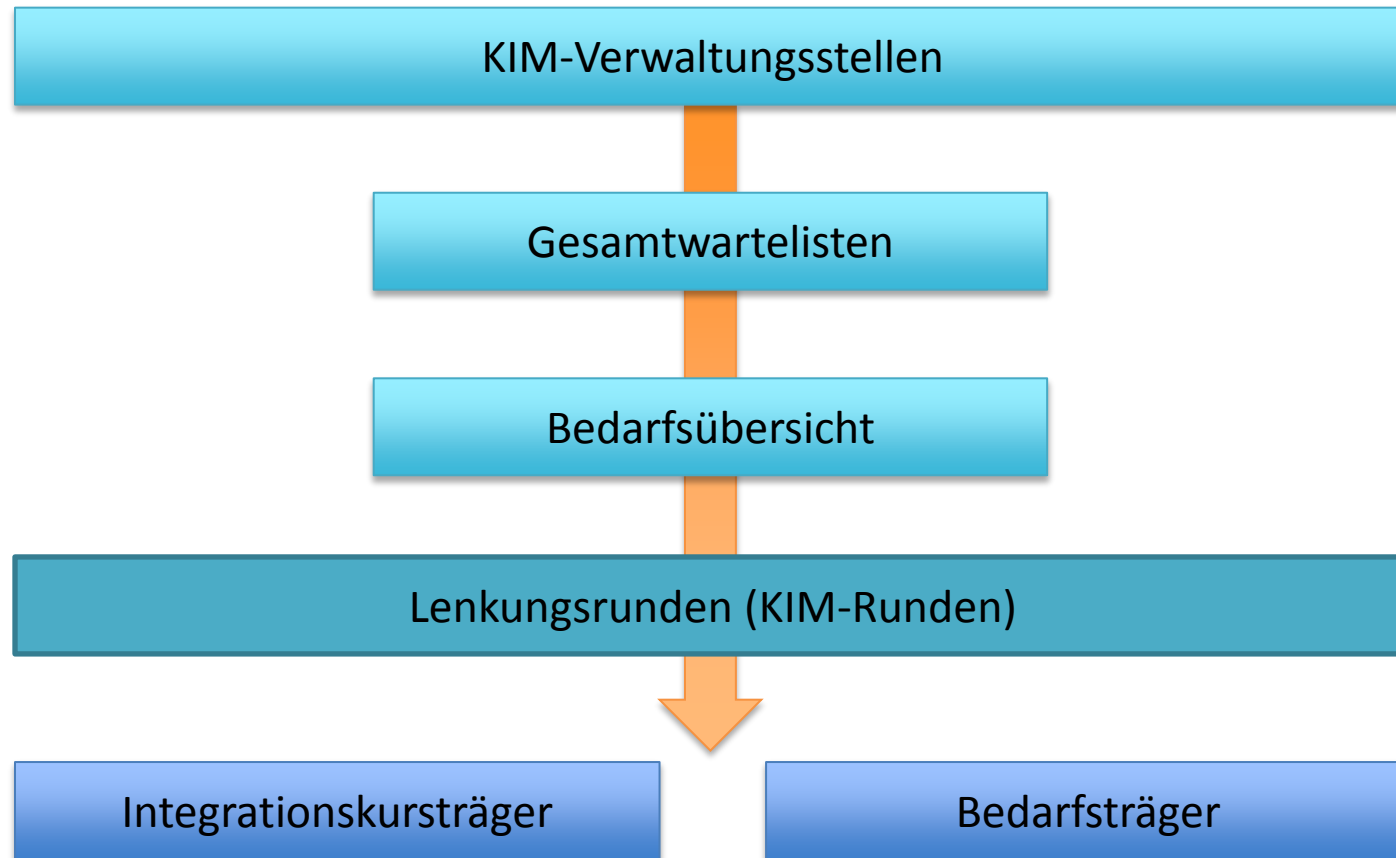 KIM-Verwaltungsstellen
Gesamtwartelisten
Bedarfsübersicht
Lenkungsrunden (KIM-Runden)
Integrationskursträger
Bedarfsträger